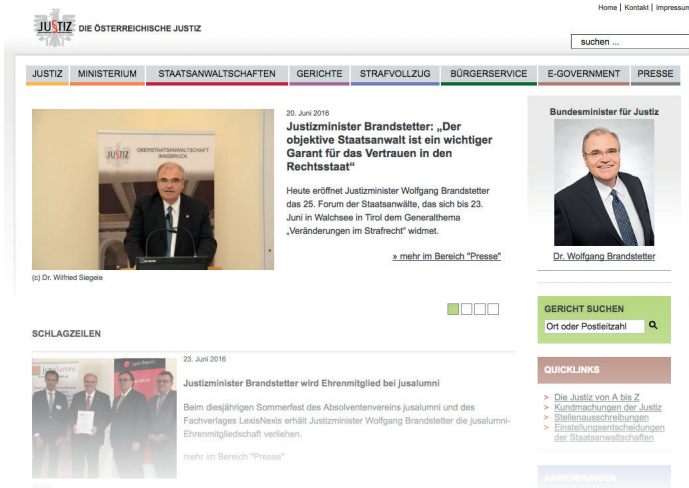 Home | Kontakt | Impressum
JUSTIZ DIE ÖSTERREICHISCHE JUSTIZ
suchen ...
JUSTIZ MINISTERIUM STAATSANWALTSCHAFTEN GERICHTE STRAFVOLLZUG BÜRGERSERVICE E-GOVERNMENT PRESSE
JUSTIZ
OBERSTAATSANWALTSCHAFT
INNSBRUCK
(c) Dr. Wilfried Siegele
20. Juni 2016
Justizminister Brandstetter: „Der
objektive Staatsanwalt ist ein wichtiger
Garant für das Vertrauen in den
Rechtsstaat“
Heute eröffnet Justizminister Wolfgang Brandstetter
das 25. Forum der Staatsanwälte, das sich bis 23.
Juni in Walchsee in Tirol dem Generalthema
„Veränderungen im Strafrecht“ widmet.
» mehr im Bereich "Presse"
Bundesminister für Justiz
Dr. Wolfgang Brandstetter
GERICHT SUCHEN
Ort oder Postleitzahl
SCHLAGZEILEN
jusalumni
LexisNexis
23. Juni 2016
Justizminister Brandstetter wird Ehrenmitglied bei jusalumni
Beim diesjährigen Sommerfest des Absolventenvereins jusalumni und des
Fachverlages LexisNexis erhält Justizminister Wolfgang Brandstetter die jusalumni-
Ehrenmitgliedschaft verliehen.
mehr im Bereich "Presse"
QUICKLINKS
> Die Justiz von A bis Z
> Kundmachungen der Justiz
> Stellenausschreibungen
> Einstellungsentscheidungen
der Staatsanwaltschaften
ANWENDUNGEN